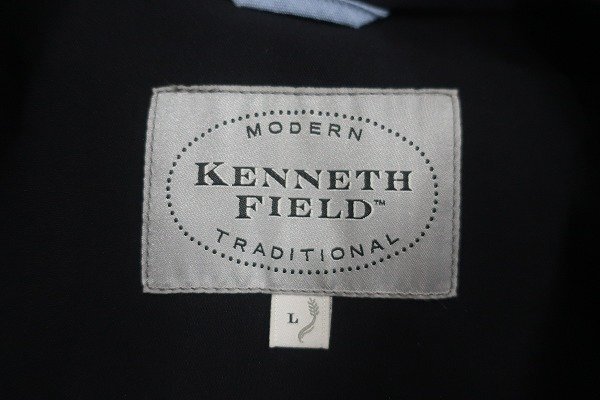 MODERN
KENNETH
FIELD™
TRADITIONAL
L